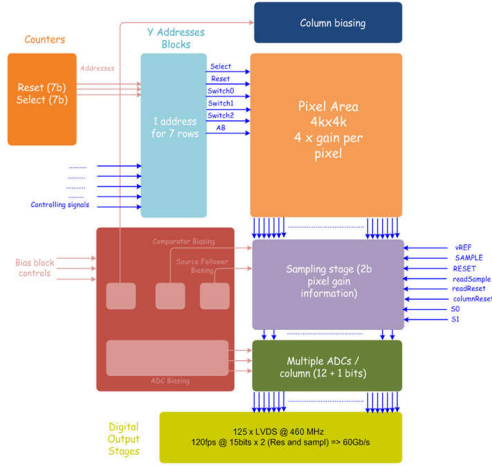 Column biasing
Counters
Y Addresses
Blocks
Addresses
Reset (7b)
Select (7b)
1 address
for 7 rows
Select
Reset
Switch0
Switch1
Switch2
AB
Pixel Area
4kx4k
4 x gain per
pixel
Controlling signals
Bias block
controls
Comparator Biasing
Source Follower
Biasing
ADC Biasing
Sampling stage (2b
pixel gain
information)
vREF
SAMPLE
RESET
readSample
readReset
columnReset
S0
S1
Multiple ADCs /
column (12 + 1 bits)
Digital
Output
Stages
125 x LVDS @ 460 MHz
120fps @ 15bits x 2 (Res and sampl) => 60Gb/s